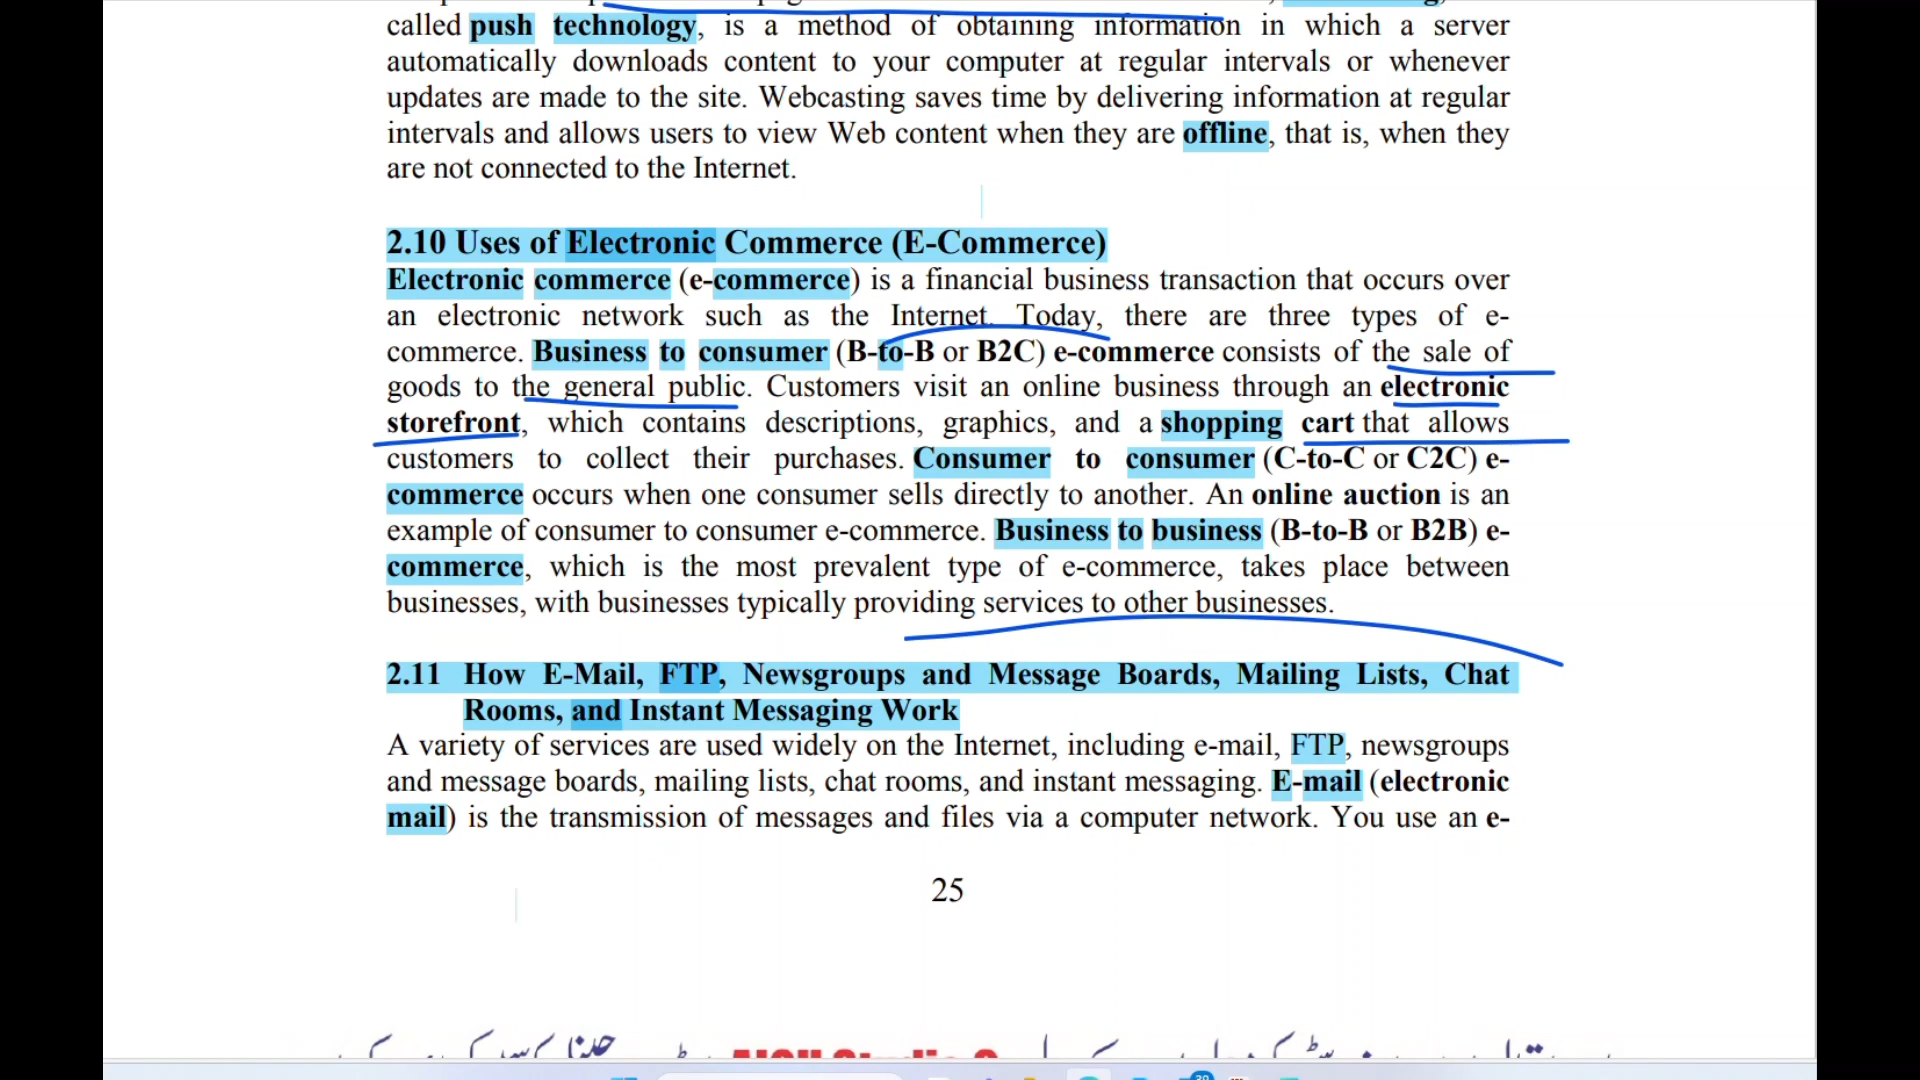 called push technology, is a method of obtaining information in which a server
automatically downloads content to your computer at regular intervals or whenever
updates are made to the site. Webcasting saves time by delivering information at regular
intervals and allows users to view Web content when they are offline, that is, when they
are not connected to the Internet.
2.10 Uses of Electronic Commerce (E-Commerce)
Electronic commerce (e-commerce) is a financial business transaction that occurs over
an electronic network such as the Internet. Today, there are three types of e-
commerce. Business to consumer (B-to-B or B2C) e-commerce consists of the sale of
goods to the general public. Customers visit an online business through an electronic
storefront, which contains descriptions, graphics, and a shopping cart that allows
customers to collect their purchases. Consumer to consumer (C-to-C or C2C) e-
commerce occurs when one consumer sells directly to another. An online auction is an
example of consumer to consumer e-commerce. Business to business (B-to-B or B2B) e-
commerce, which is the most prevalent type of e-commerce, takes place between
businesses, with businesses typically providing services to other businesses.
2.11 How E-Mail, FTP, Newsgroups and Message Boards, Mailing Lists, Chat
Rooms, and Instant Messaging Work
A variety of services are used widely on the Internet, including e-mail, FTP, newsgroups
and message boards, mailing lists, chat rooms, and instant messaging. E-mail (electronic
mail) is the transmission of messages and files via a computer network. You use an e-
25